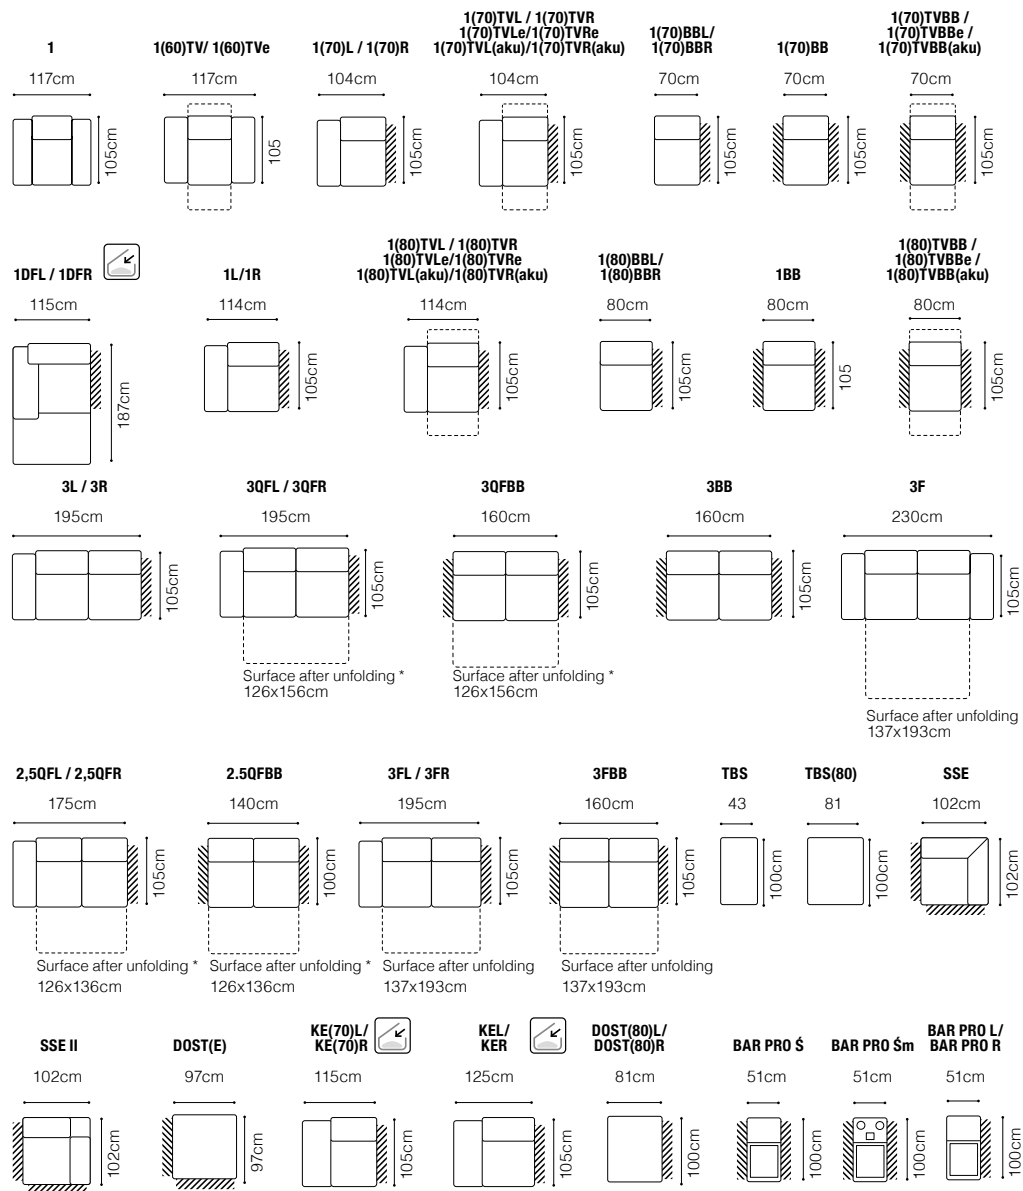 1
117cm
105cm
1(60)TV/ 1(60)TVe
117cm
105
1(70)L / 1(70)R
104cm
105cm
1(70)TVL / 1(70)TVR
1(70)TVLe/1(70)TVRe
1(70)TVL(aku)/1(70)TVR(aku)
104cm
105cm
1(70)BBL/
1(70)BBR
70cm
105cm
1(70)BB
70cm
105cm
1(70)TVBB /
1(70)TVBBe /
1(70)TVBB(aku)
70cm
105cm
1DFL / 1DFR
115cm
187cm
1L/1R
114cm
105cm
1(80)TVL / 1(80)TVR
1(80)TVLe/1(80)TVRe
1(80)TVL(aku)/1(80)TVR(aku)
114cm
105cm
1(80)BBL/
1(80)BBR
80cm
105cm
1BB
80cm
105
1(80)TVBB /
1(80)TVBBe /
1(80)TVBB(aku)
80cm
105cm
3L / 3R
195cm
105cm
3QFL / 3QFR
195cm
105cm
Surface after unfolding *
126x156cm
3QFBB
160cm
105cm
Surface after unfolding *
126x156cm
3BB
160cm
105cm
3F
230cm
105cm
Surface after unfolding
137x193cm
2,5QFL / 2,5QFR
175cm
105cm
Surface after unfolding *
126x136cm
2.5QFBB
140cm
100cm
Surface after unfolding *
126x136cm
3FL / 3FR
195cm
105cm
Surface after unfolding
137x193cm
3FBB
160cm
105cm
Surface after unfolding
137x193cm
TBS
43
100cm
TBS(80)
81
100cm
SSE
102cm
102cm
SSE II
102cm
102cm
DOST(E)
97cm
97cm
KE(70)L/
KE(70)R
115cm
105cm
KEL/
KER
125cm
105cm
DOST(80)L/
DOST(80)R
81cm
100cm
BAR PRO Ś
51cm
100cm
BAR PRO Śm
51cm
100cm
BAR PRO L/
BAR PRO R
51cm
100cm